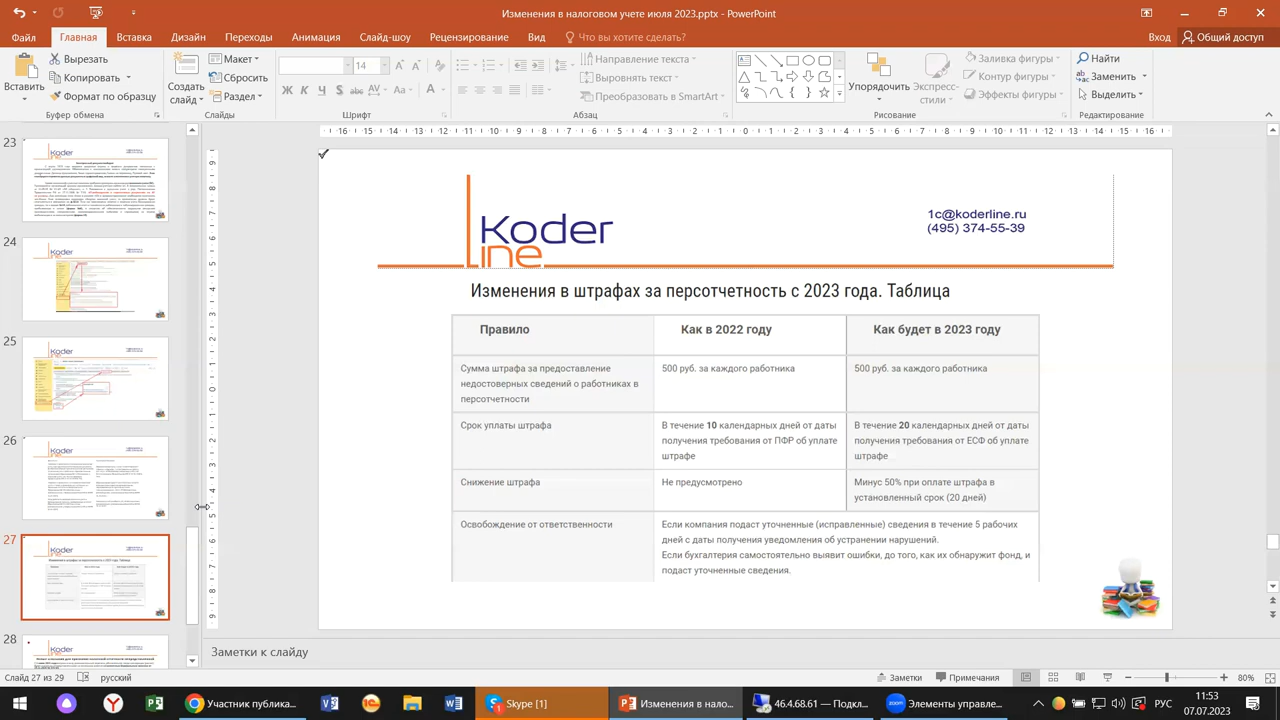 Изменения в налоговом учете июля 2023.pptx - PowerPoint
Файл
Главная
Вставка
Дизайн
Переходы
Анимация
Слайд-шоу
Рецензирование
Вид
Что вы хотите сделать?
Вход
Общий доступ
Вставить
Вырезать
Копировать
Формат по образцу
Буфер обмена
Создать
слайд
Макет
Сбросить
Раздел
Слайды
14
Шрифт
Направление текста
Выровнять текст
Преобразовать в SmartArt
Абзац
Упорядочить
Экспресс-
стили
Заливка фигуры
Контур фигуры
Эффекты фигуры
Рисование
Найти
Заменить
Выделить
Редактирование
23
24
25
26
27
28
Koder
line
1c@koderline.ru
(495) 374-55-39
Изменения в штрафах за персотчетность с 2023 года. Таблица
Правило
Как в 2022 году
Как будет в 2023 году
Сумма штрафа за предоставление
недостоверных сведений о работниках в
персотчетности
500 руб. за каждого работника
500 руб. за каждого работника
Срок уплаты штрафа
В течение 10 календарных дней от даты
получения требования от ПФР об уплате
штрафе
В течение 20 календарных дней от даты
получения требования от ЕСФ об уплате
штрафе
Снижение штрафа
Не предусмотрено
Минус 50% при оплате штрафа в
установленный срок (20 дней)
Освобождение от ответственности
Если компания подаст уточненные (исправленные) сведения в течение 5 рабочих
дней с даты получения уведомления об устранении нарушений.
Если бухгалтерия самостоятельно выявит ошибки, до того, как их обнаружит фонд, и
подаст уточненные сведения.
Заметки к слайду
Слайд 27 из 29
русский
Заметки
Примечания
80%
Участник публика...
Skype [1]
Изменения в нало...
46.4.68.61 — Подкл...
Элементы управле...
РУС
11:53
07.07.2023